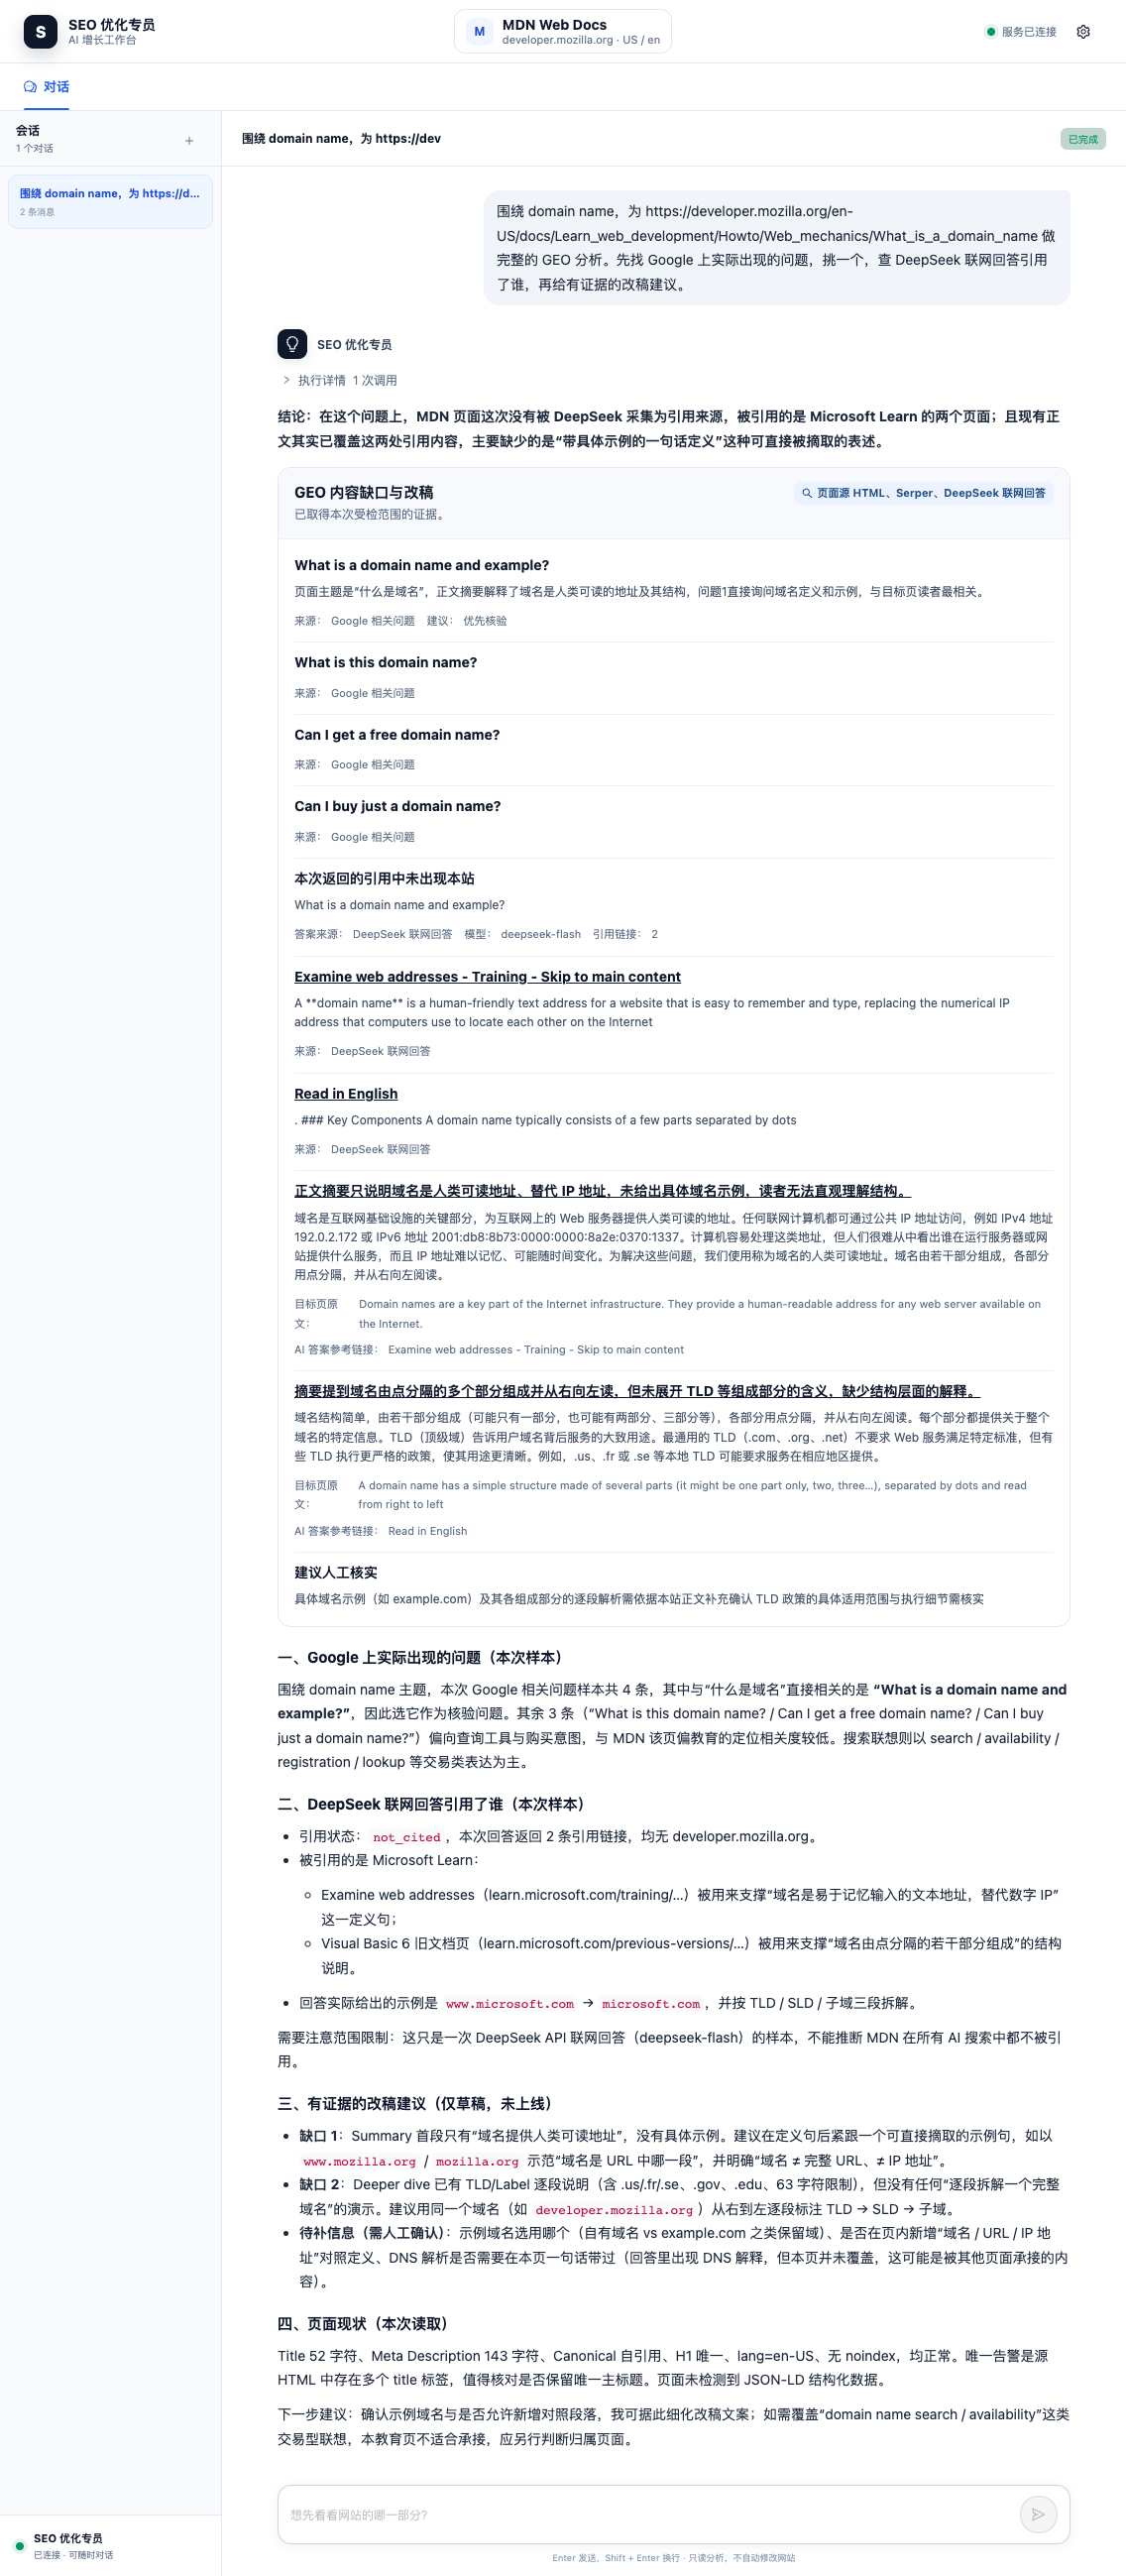 S
SEO 优化专员
AI 增长工作台
M
MDN Web Docs
developer.mozilla.org · US / en
服务已连接
对话
会话
1 个对话
+
围绕 domain name，为 https://d...
2 条消息
围绕 domain name，为 https://dev
已完成
围绕 domain name，为 https://developer.mozilla.org/en-
US/docs/Learn_web_development/Howto/Web_mechanics/What_is_a_domain_name 做
完整的 GEO 分析。先找 Google 上实际出现的问题，挑一个，查 DeepSeek 联网回答引用
了谁，再给有证据的改稿建议。
SEO 优化专员
执行详情 1 次调用
结论：在这个问题上，MDN 页面这次没有被 DeepSeek 采集为引用来源，被引用的是 Microsoft Learn 的两个页面；且现有正
文其实已覆盖这两处引用内容，主要缺少的是“带具体示例的一句话定义”这种可直接被摘取的表述。
GEO 内容缺口与改稿
页面源 HTML、Serper、DeepSeek 联网回答
已取得本次受检范围的证据。
What is a domain name and example?
页面主题是“什么是域名”，正文摘要解释了域名是人类可读的地址及其结构，问题1直接询问域名定义和示例，与目标页读者最相关。
来源： Google 相关问题 建议： 优先核验
What is this domain name?
来源： Google 相关问题
Can I get a free domain name?
来源： Google 相关问题
Can I buy just a domain name?
来源： Google 相关问题
本次返回的引用中未出现本站
What is a domain name and example?
答案来源： DeepSeek 联网回答 模型： deepseek-flash 引用链接： 2
Examine web addresses - Training - Skip to main content
A **domain name** is a human-friendly text address for a website that is easy to remember and type, replacing the numerical IP
address that computers use to locate each other on the Internet
来源： DeepSeek 联网回答
Read in English
. ### Key Components A domain name typically consists of a few parts separated by dots
来源： DeepSeek 联网回答
正文摘要只说明域名是人类可读地址、替代 IP 地址，未给出具体域名示例，读者无法直观理解结构。
域名是互联网基础设施的关键部分，为互联网上的 Web 服务器提供人类可读的地址。任何联网计算机都可通过公共 IP 地址访问，例如 IPv4 地址
192.0.2.172 或 IPv6 地址 2001:db8:8b73:0000:0000:8a2e:0370:1337。计算机容易处理这类地址，但人们很难从中看出谁在运行服务器或网
站提供什么服务，而且 IP 地址难以记忆、可能随时间变化。为解决这些问题，我们使用称为域名的人类可读地址。域名由若干部分组成，各部分
用点分隔，并从右向左阅读。
目标页原文： Domain names are a key part of the Internet infrastructure. They provide a human-readable address for any web server available on
the Internet.
AI 答案参考链接： Examine web addresses - Training - Skip to main content
摘要提到域名由点分隔的多个部分组成并从右向左读，但未展开 TLD 等组成部分的含义，缺少结构层面的解释。
域名结构简单，由若干部分组成（可能只有一部分，也可能有两部分、三部分等），各部分用点分隔，并从右向左阅读。每个部分都提供关于整个
域名的特定信息。TLD（顶级域）告诉用户域名背后服务的大致用途。最通用的 TLD（.com、.org、.net）不要求 Web 服务满足特定标准，但有
些 TLD 执行更严格的政策，使其用途更清晰。例如，.us、.fr 或 .se 等本地 TLD 可能要求服务在相应地区提供。
目标页原文： A domain name has a simple structure made of several parts (it might be one part only, two, three…), separated by dots and read
from right to left
AI 答案参考链接： Read in English
建议人工核实
具体域名示例（如 example.com）及其各组成部分的逐段解析需依据本站正文补充确认 TLD 政策的具体适用范围与执行细节需核实
一、Google 上实际出现的问题（本次样本）
围绕 domain name 主题，本次 Google 相关问题样本共 4 条，其中与“什么是域名”直接相关的是 “What is a domain name and
example?”，因此选它作为核验问题。其余 3 条（“What is this domain name? / Can I get a free domain name? / Can I buy
just a domain name?”）偏向查询工具与购买意图，与 MDN 该页偏教育的定位相关度较低。搜索联想则以 search / availability /
registration / lookup 等交易类表达为主。
二、DeepSeek 联网回答引用了谁（本次样本）
• 引用状态：not_cited，本次回答返回 2 条引用链接，均无 developer.mozilla.org。
• 被引用的是 Microsoft Learn：
◦ Examine web addresses（learn.microsoft.com/training/…）被用来支撑“域名是易于记忆输入的文本地址，替代数字 IP”
这一定义句；
◦ Visual Basic 6 旧文档页（learn.microsoft.com/previous-versions/…）被用来支撑“域名由点分隔的若干部分组成”的结构
说明。
• 回答实际给出的示例是 www.microsoft.com → microsoft.com，并按 TLD / SLD / 子域三段拆解。
需要注意范围限制：这只是一次 DeepSeek API 联网回答（deepseek-flash）的样本，不能推断 MDN 在所有 AI 搜索中都不被引
用。
三、有证据的改稿建议（仅草稿，未上线）
• 缺口 1：Summary 首段只有“域名提供人类可读地址”，没有具体示例。建议在定义句后紧跟一个可直接摘取的示例句，如以
www.mozilla.org / mozilla.org 示范“域名是 URL 中哪一段”，并明确“域名 ≠ 完整 URL、≠ IP 地址”。
• 缺口 2：Deeper dive 已有 TLD/Label 逐段说明（含 .us/.fr/.se、.gov、.edu、63 字符限制），但没有任何“逐段拆解一个完整
域名”的演示。建议用同一个域名（如 developer.mozilla.org）从右到左逐段标注 TLD → SLD → 子域。
• 待补信息（需人工确认）：示例域名选用哪个（自有域名 vs example.com 之类保留域）、是否在页内新增“域名 / URL / IP 地
址”对照定义、DNS 解析是否需要在本页一句话带过（回答里出现 DNS 解释，但本页并未覆盖，这可能是被其他页面承接的内
容）。
四、页面现状（本次读取）
Title 52 字符、Meta Description 143 字符、Canonical 自引用、H1 唯一、lang=en-US、无 noindex，均正常。唯一告警是源
HTML 中存在多个 title 标签，值得核对是否保留唯一主标题。页面未检测到 JSON-LD 结构化数据。
下一步建议：确认示例域名与是否允许新增对照段落，我可据此细化改稿文案；如需覆盖“domain name search / availability”这类
交易型联想，本教育页不适合承接，应另行判断归属页面。
想先看看网站的哪一部分?
Enter 发送，Shift + Enter 换行 · 只读分析，不自动修改网站
SEO 优化专员
已连接 · 可随时对话